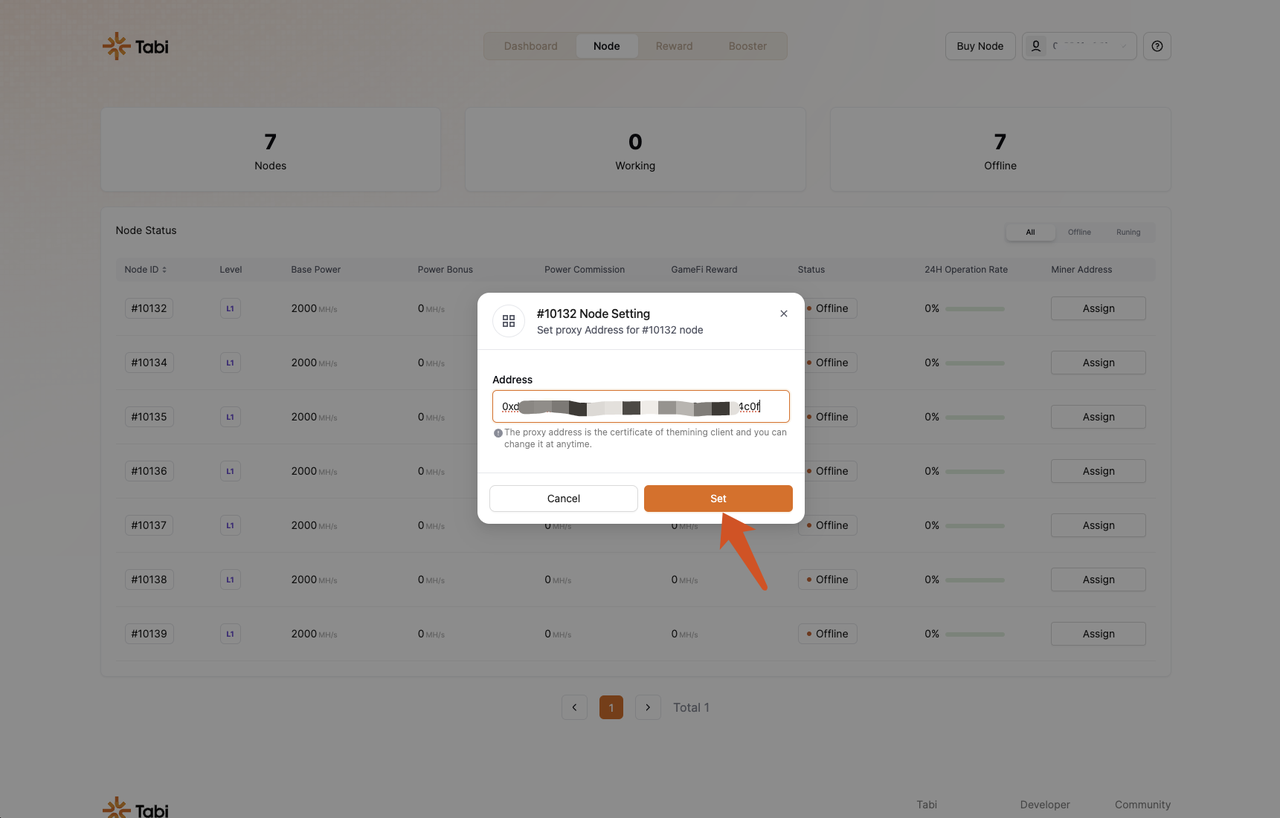 Tabi
Dashboard Node Reward Booster
Buy Node
7
Nodes
0
Working
7
Offline
Node Status
All Offline Runing
Node ID Level Base Power Power Bonus Power Commission GameFi Reward Status 24H Operation Rate Miner Address
#10132 L1 2000 MH/s 0 MH/s Offline 0% Assign
#10134 L1 2000 MH/s 0 MH/s Offline 0% Assign
#10135 L1 2000 MH/s 0 MH/s Offline 0% Assign
#10136 L1 2000 MH/s 0 MH/s Offline 0% Assign
#10137 L1 2000 MH/s 0 MH/s 0 MH/s 0 MH/s Offline 0% Assign
#10138 L1 2000 MH/s 0 MH/s 0 MH/s 0 MH/s Offline 0% Assign
#10139 L1 2000 MH/s 0 MH/s 0 MH/s 0 MH/s Offline 0% Assign
#10132 Node Setting
Set proxy Address for #10132 node
Address
0xd 4c0f
The proxy address is the certificate of themining client and you can
change it at anytime.
Cancel Set
1 Total 1
Tabi
Tabi Developer Community